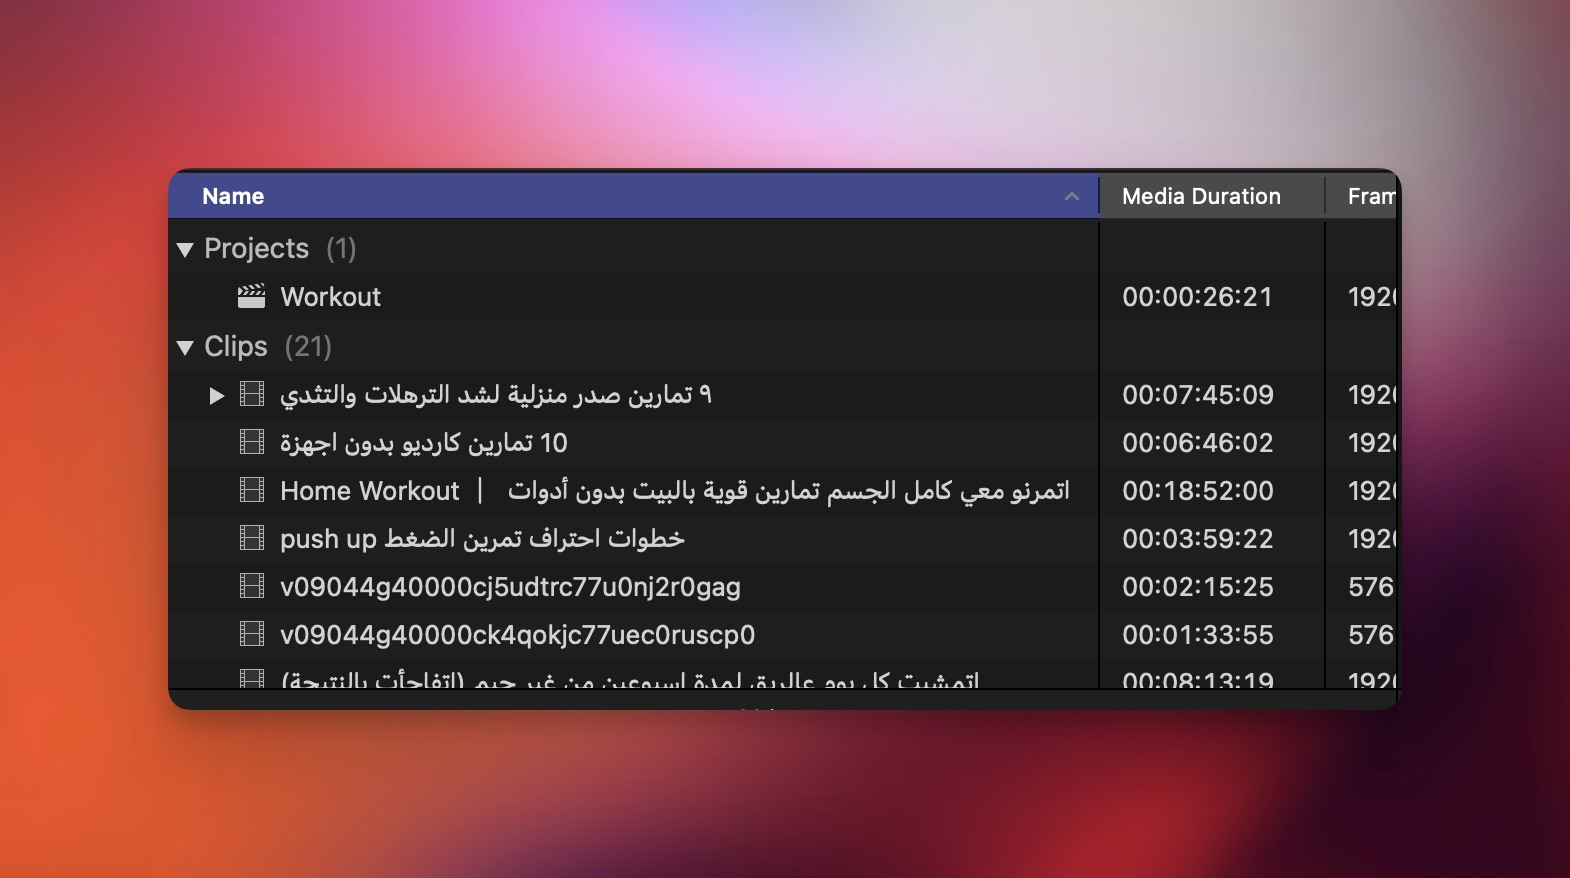 Name Media Duration Fram
Projects (1)
Workout 00:00:26:21 192
Clips (21)
٩ تمارين صدر منزلية لشد الترهلات والتثدي 00:07:45:09 192
10 تمارين كارديو بدون اجهزة 00:06:46:02 192
Home Workout | اتمرنو معي كامل الجسم تمارين قوية بالبيت بدون أدوات 00:18:52:00 192
push up خطوات احتراف تمرين الضغط 00:03:59:22 192
v09044g40000cj5udtrc77u0nj2r0gag 00:02:15:25 576
v09044g40000ck4qokjc77uec0ruscp0 00:01:33:55 576
اتمشيت كل يوم عالريق لمدة اسبوعين من غير جيم (اتفاجأت بالنتيجة) 00:08:13:19 192